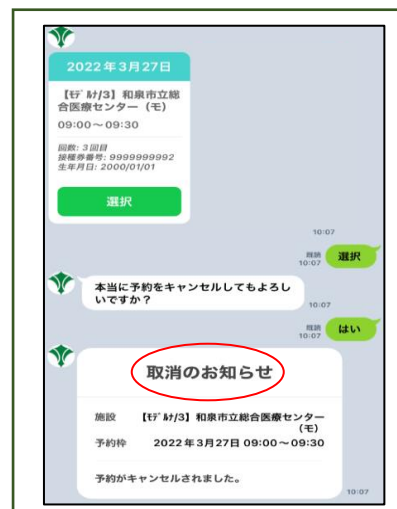 2022年3月27日
【ﾓﾃﾞﾙﾅ/3】和泉市立総
合医療センター（モ）
09:00～09:30
回数: 3回目
接種券番号: 9999999992
生年月日: 2000/01/01
選択
10:07
既読
10:07
選択
本当に予約をキャンセルしてもよろし
いですか？
10:07
既読
10:07
はい
取消のお知らせ
施設 【ﾓﾃﾞﾙﾅ/3】和泉市立総合医療センター
（モ）
予約枠 2022年3月27日 09:00～09:30
予約がキャンセルされました。
10:07